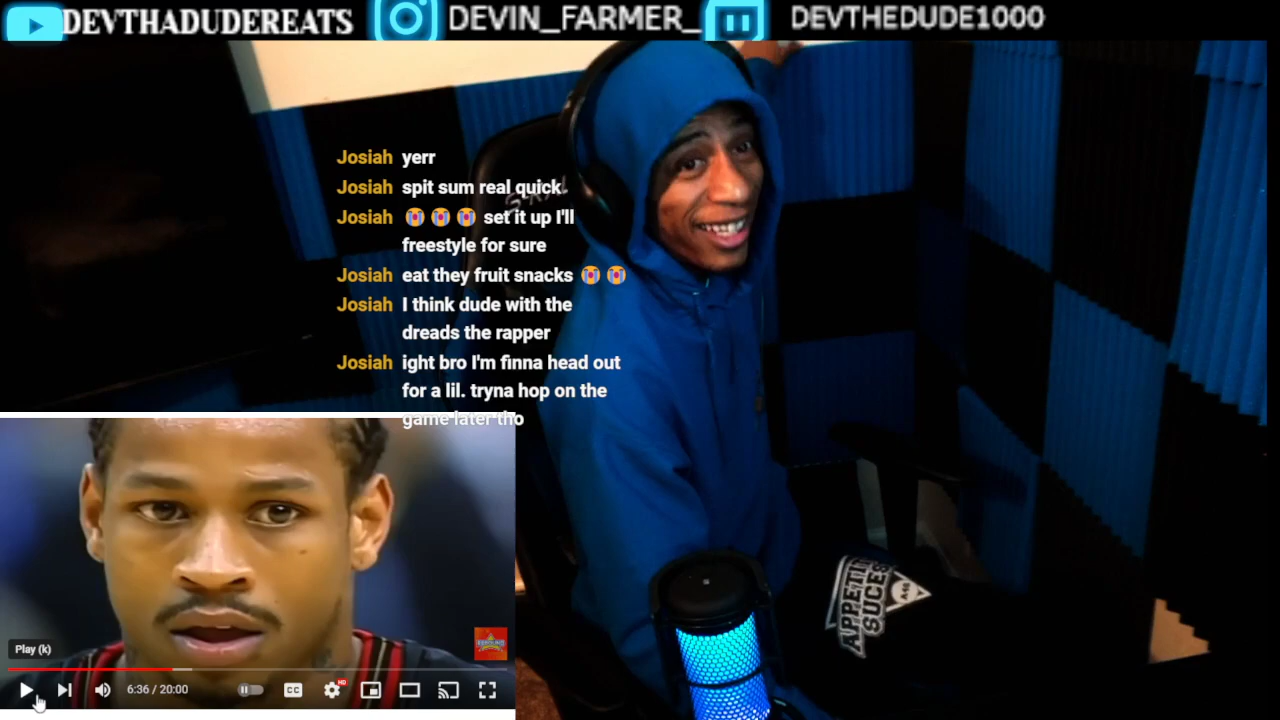 DEVTHADUDEREATS DEVIN_FARMER_ DEVTHEDUDE1000
Josiah yerr
Josiah spit sum real quick
Josiah 😭😭😭 set it up I'll
freestyle for sure
Josiah eat they fruit snacks 😭😭
Josiah I think dude with the
dreads the rapper
Josiah ight bro I'm finna head out
for a lil. tryna hop on the
game later tho
Play (k)
6:36 / 20:00
CC
HD